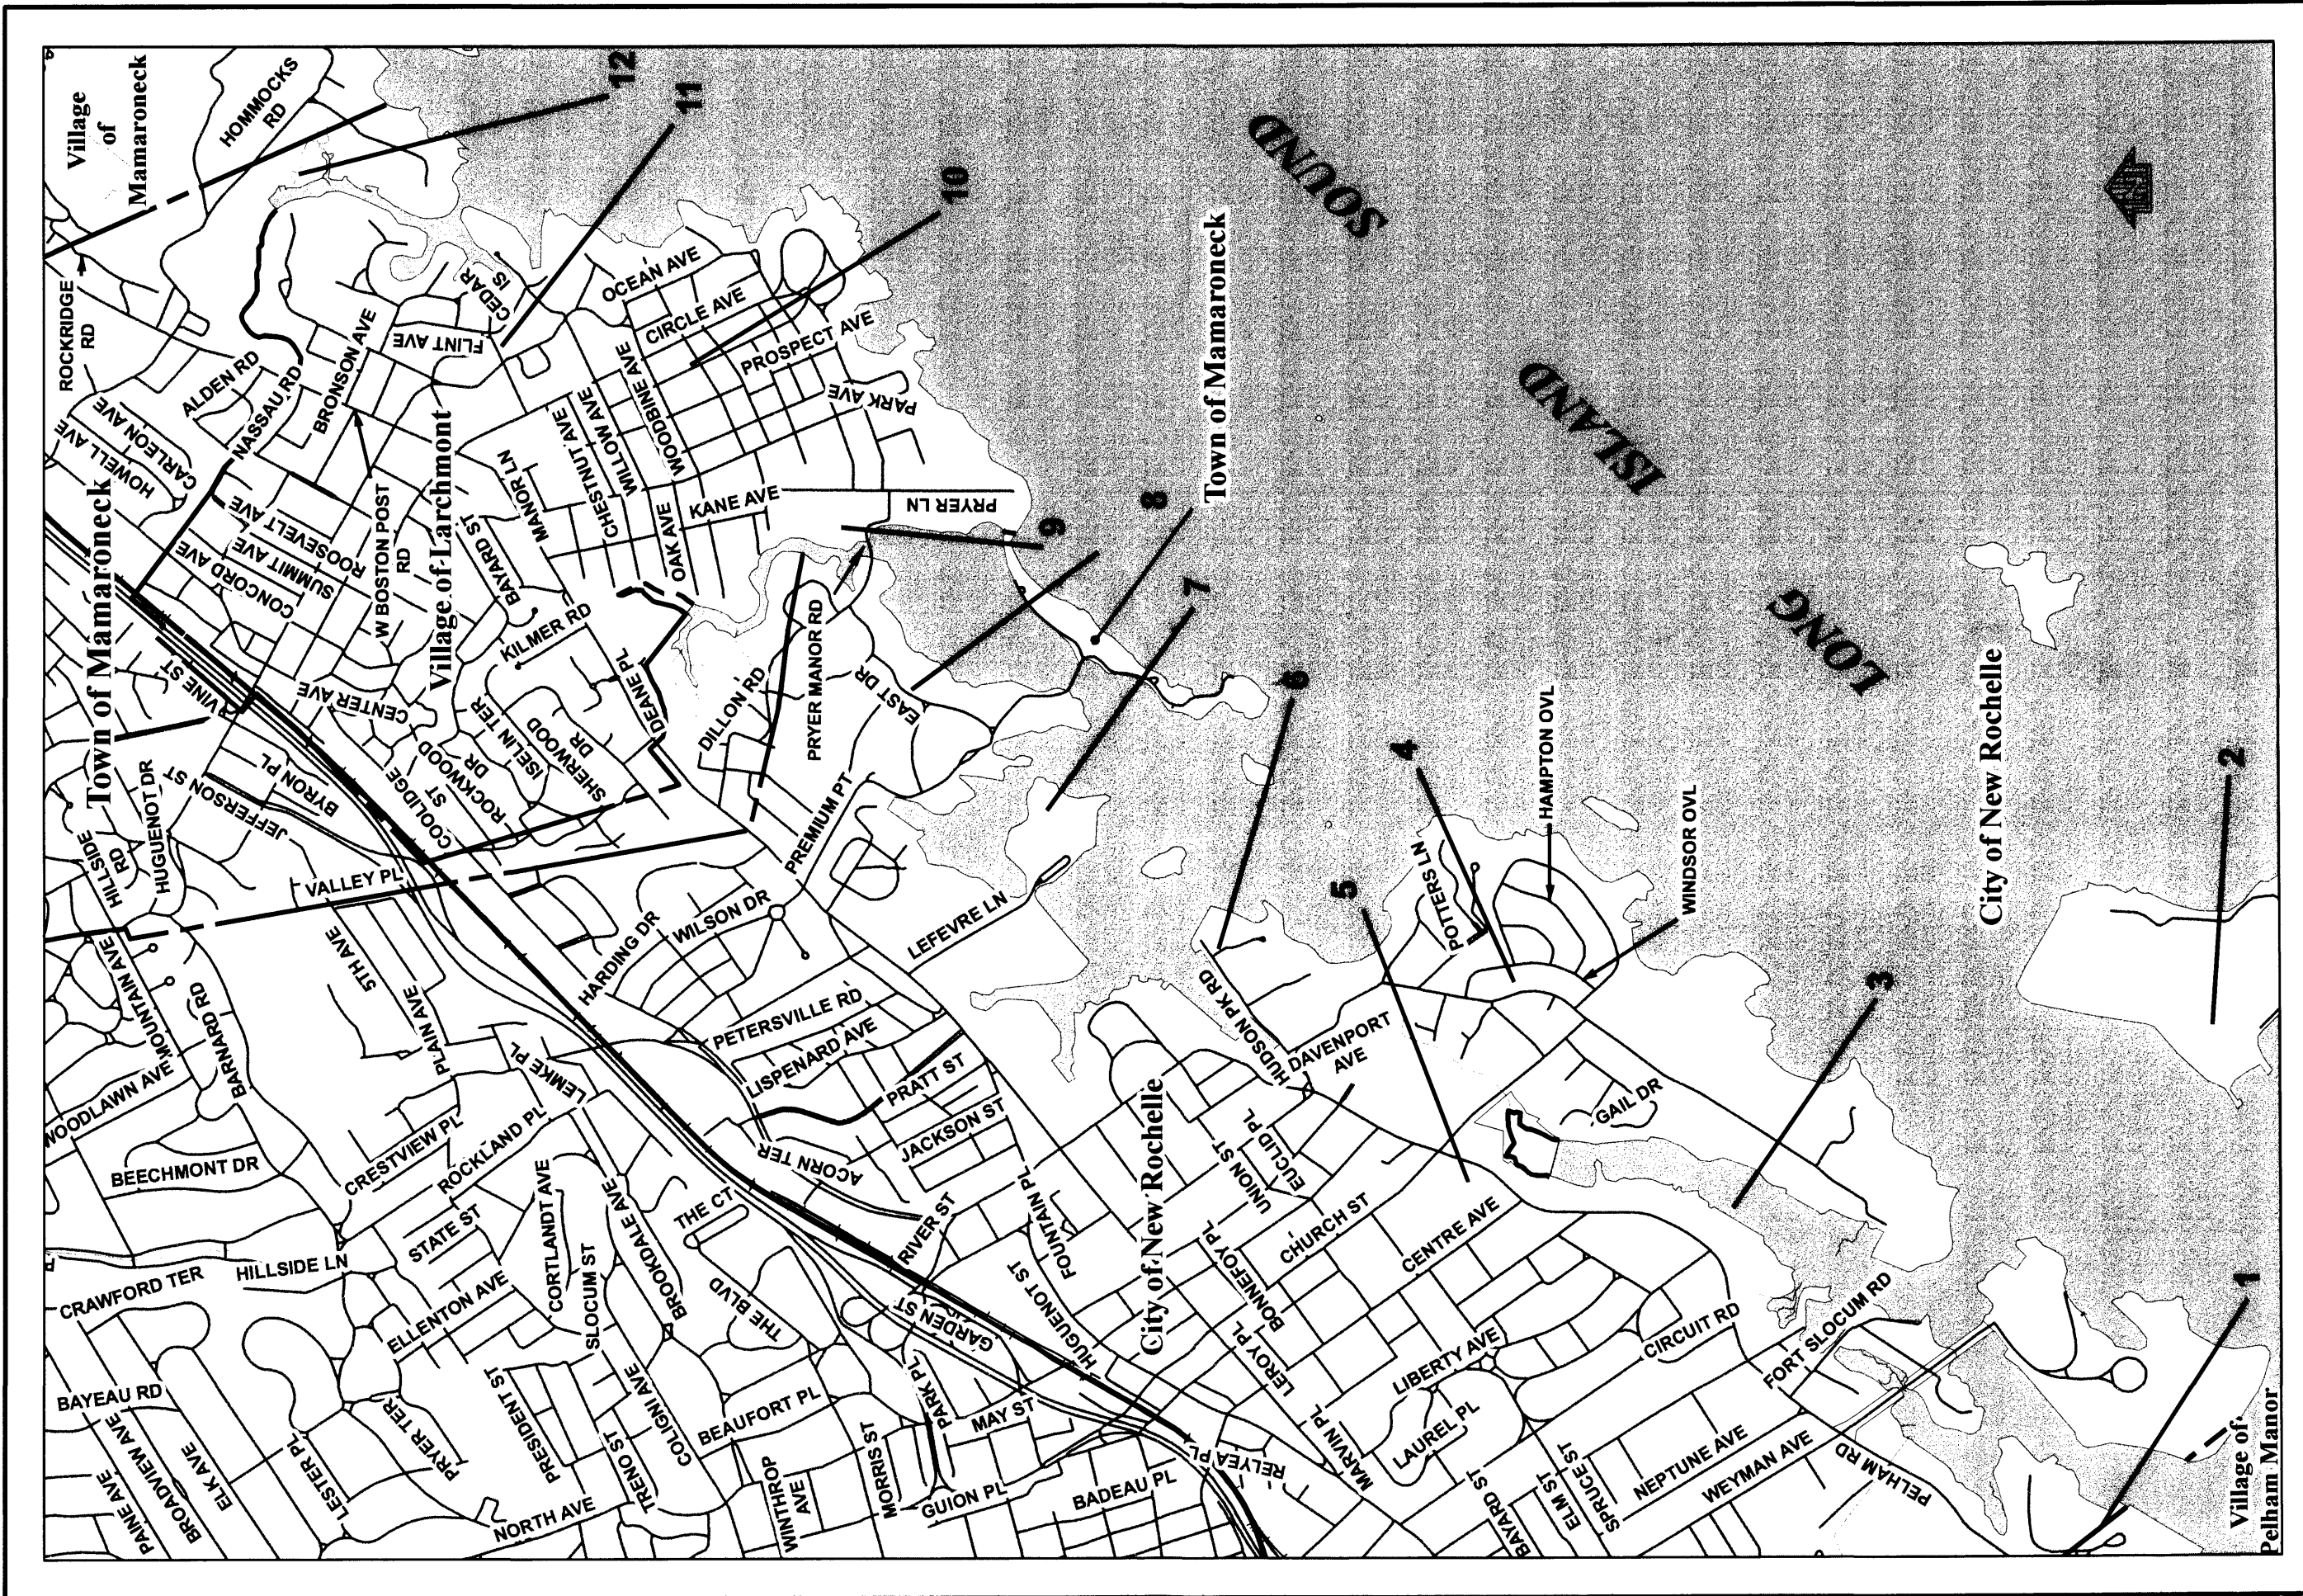 Village
of
Mamaroneck
HOMMOCKS
RD
12
11
10
ROCKRIDGE
RD
HOWELL AVE
CARLEON AVE
ALDEN RD
NASSAU RD
BRONSON AVE
FLINT AVE
CEDAR
IS
OCEAN AVE
CIRCLE AVE
PROSPECT AVE
PARK AVE
WOODBINE AVE
WILLOW AVE
CHESTNUT AVE
MANOR LN
OAK AVE
KANE AVE
PRYER LN
Town of Mamaroneck
CONCORD AVE
SUMMIT AVE
ROOSEVELT AVE
W BOSTON POST
RD
Village of Larchmont
BAYARD ST
KILMER RD
DEANE PL
VINE ST
CENTER AVE
COOLIDGE
ST
ROCKWOOD
DR
ISELIN TER
SHERWOOD
DR
DILLON RD
PRYER MANOR RD
EAST DR
PREMIUM PT
9
8
7
6
Town of Mamaroneck
SOUND
ISLAND
LONG
HILLSIDE
RD
HUGUENOT DR
JEFFERSON ST
BYRON PL
VALLEY PL
5TH AVE
PLAIN AVE
MOUNTAIN AVE
BARNARD RD
WOODLAWN AVE
BEECHMONT DR
HARDING DR
WILSON DR
LEFEVRE LN
PETERSVILLE RD
LISPENARD AVE
PRATT ST
JACKSON ST
LEMKE PL
CRESTVIEW PL
ROCKLAND PL
STATE ST
ACORN TER
RIVER ST
FOUNTAIN PL
HUGUENOT ST
City of New Rochelle
HUDSON PK RD
DAVENPORT
AVE
EUCLID PL
UNION ST
CHURCH ST
CENTRE AVE
BONNEFOY PL
LEROY PL
LIBERTY AVE
LAUREL PL
MARVIN PL
4
5
POTTERS LN
HAMPTON OVL
WINDSOR OVL
GAIL DR
3
2
1
City of New Rochelle
CRAWFORD TER
HILLSIDE LN
ELLENTON AVE
CORTLANDT AVE
SLOCUM ST
BROOKDALE AVE
THE CT
THE BLVD
GARDEN ST
PARK PL
MAY ST
BAYEAU RD
PAINE AVE
BROADVIEW AVE
ELK AVE
LESTER PL
PRYER TER
PRESIDENT ST
TRENO ST
COLIGNI AVE
BEAUFORT PL
NORTH AVE
WINTHROP
AVE
MORRIS ST
GUION PL
BADEAU PL
RELYEA PL
BAYARD ST
ELM ST
SPRUCE ST
NEPTUNE AVE
WEYMAN AVE
CIRCUIT RD
FORT SLOCUM RD
PELHAM RD
Village of
Pelham Manor